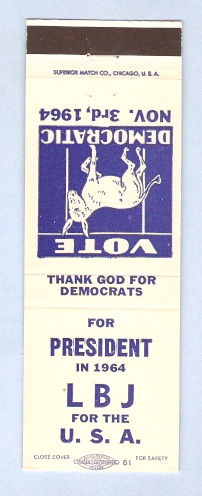 SUPERIOR MATCH CO., CHICAGO, U. S. A.
VOTE
DEMOCRATIC
NOV. 3rd, 1964
THANK GOD FOR
DEMOCRATS
FOR
PRESIDENT
IN 1964
LBJ
FOR THE
U. S. A.
CLOSE COVER 61 FOR SAFETY